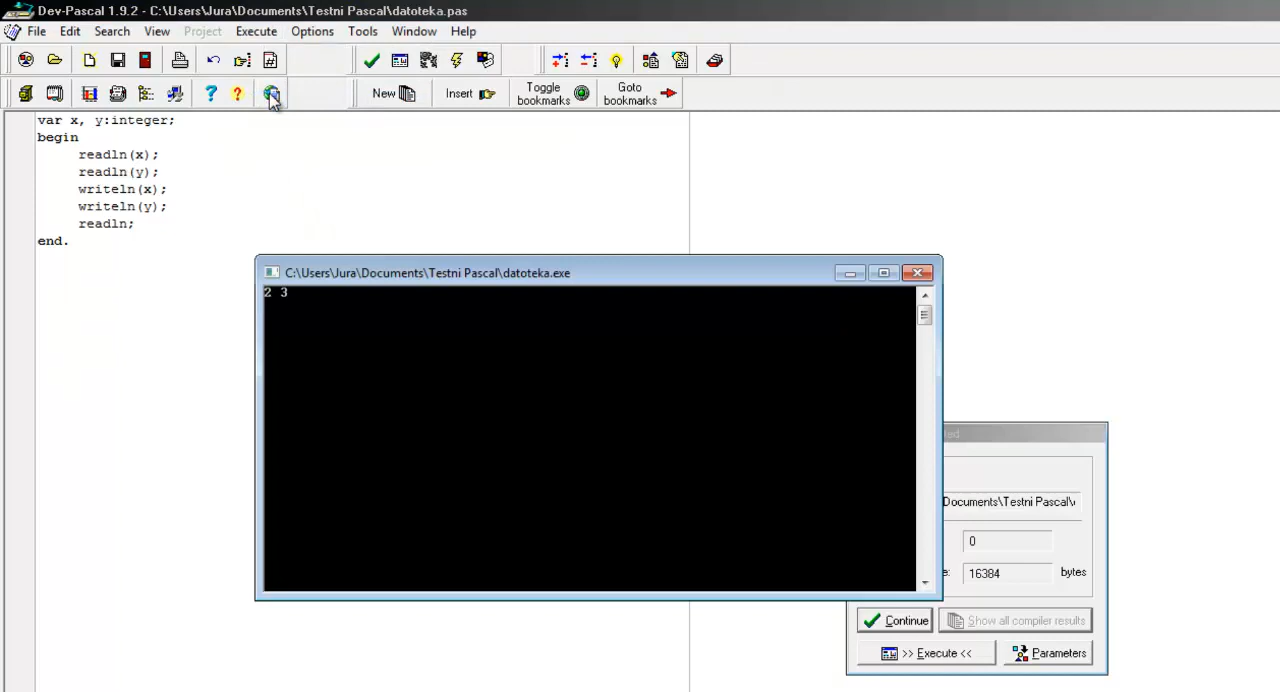 Dev-Pascal 1.9.2 - C:\Users\Jura\Documents\Testni Pascal\datoteka.pas
File Edit Search View Project Execute Options Tools Window Help
New Insert Toggle bookmarks Goto bookmarks
var x, y:integer;
begin
readln(x);
readln(y);
writeln(x);
writeln(y);
readln;
end.
C:\Users\Jura\Documents\Testni Pascal\datoteka.exe
2 3
Documents\Testni Pascal\
0
16384 bytes
Continue Show all compiler results
>> Execute << Parameters